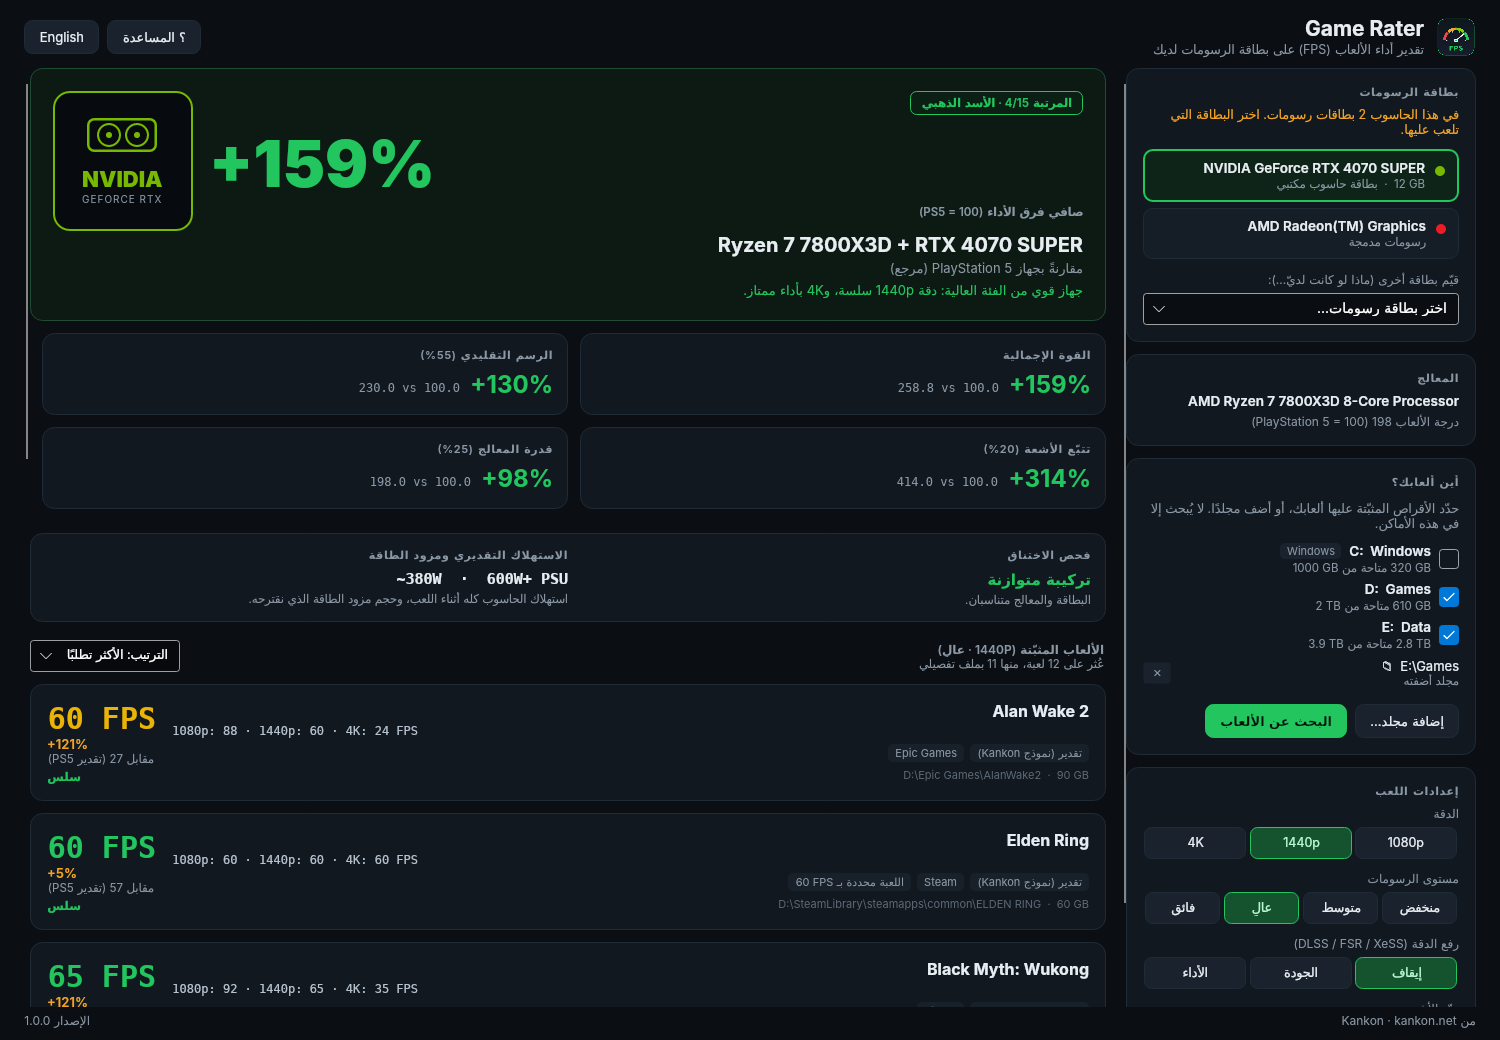 Game Rater
تقدير أداء الألعاب (FPS) على بطاقة الرسومات لديك
FPS
؟ المساعدة
English
بطاقة الرسومات
في هذا الحاسوب 2 بطاقات رسومات. اختر البطاقة التي
تلعب عليها.
NVIDIA GeForce RTX 4070 SUPER
12 GB · بطاقة حاسوب مكتبي
AMD Radeon(TM) Graphics
رسومات مدمجة
قيّم بطاقة أخرى (ماذا لو كانت لديّ...):
اختر بطاقة رسومات...
المعالج
AMD Ryzen 7 7800X3D 8-Core Processor
درجة الألعاب 198 (PlayStation 5 = 100)
أين ألعابك؟
حدّد الأقراص المثبّتة عليها ألعابك، أو أضف مجلدًا. لا يُبحث إلا
في هذه الأماكن.
C: Windows Windows
320 GB متاحة من 1000 GB
D: Games
610 GB متاحة من 2 TB
E: Data
2.8 TB متاحة من 3.9 TB
E:\Games
مجلد أضفته
×
إضافة مجلد...
البحث عن الألعاب
إعدادات اللعب
الدقة
1080p 1440p 4K
مستوى الرسومات
منخفض متوسط عالٍ فائق
رفع الدقة (DLSS / FSR / XeSS)
إيقاف الجودة الأداء
المرتبة 4/15 · الأسد الذهبي
+159%
NVIDIA
GEFORCE RTX
صافي فرق الأداء (PS5 = 100)
Ryzen 7 7800X3D + RTX 4070 SUPER
مقارنةً بجهاز PlayStation 5 (مرجع)
جهاز قوي من الفئة العالية: دقة 1440p سلسة، و4K بأداء ممتاز.
القوة الإجمالية
+159% 258.8 vs 100.0
الرسم التقليدي (55%)
+130% 230.0 vs 100.0
تتبّع الأشعة (20%)
+314% 414.0 vs 100.0
قدرة المعالج (25%)
+98% 198.0 vs 100.0
فحص الاختناق
تركيبة متوازنة
البطاقة والمعالج متناسبان.
الاستهلاك التقديري ومزود الطاقة
~380W · 600W+ PSU
استهلاك الحاسوب كله أثناء اللعب، وحجم مزود الطاقة الذي نقترحه.
الألعاب المثبّتة (1440P · عالٍ)
عُثر على 12 لعبة، منها 11 بملف تفصيلي
الترتيب: الأكثر تطلبًا
Alan Wake 2
تقدير (نموذج Kankon) Epic Games
D:\Epic Games\AlanWake2 · 90 GB
1080p: 88 · 1440p: 60 · 4K: 24 FPS
60 FPS
+121%
مقابل 27 (تقدير PS5)
سلس
Elden Ring
تقدير (نموذج Kankon) Steam اللعبة محددة بـ 60 FPS
D:\SteamLibrary\steamapps\common\ELDEN RING · 60 GB
1080p: 60 · 1440p: 60 · 4K: 60 FPS
60 FPS
+5%
مقابل 57 (تقدير PS5)
سلس
Black Myth: Wukong
1080p: 92 · 1440p: 65 · 4K: 35 FPS
65 FPS
+121%
من Kankon · kankon.net
الإصدار 1.0.0